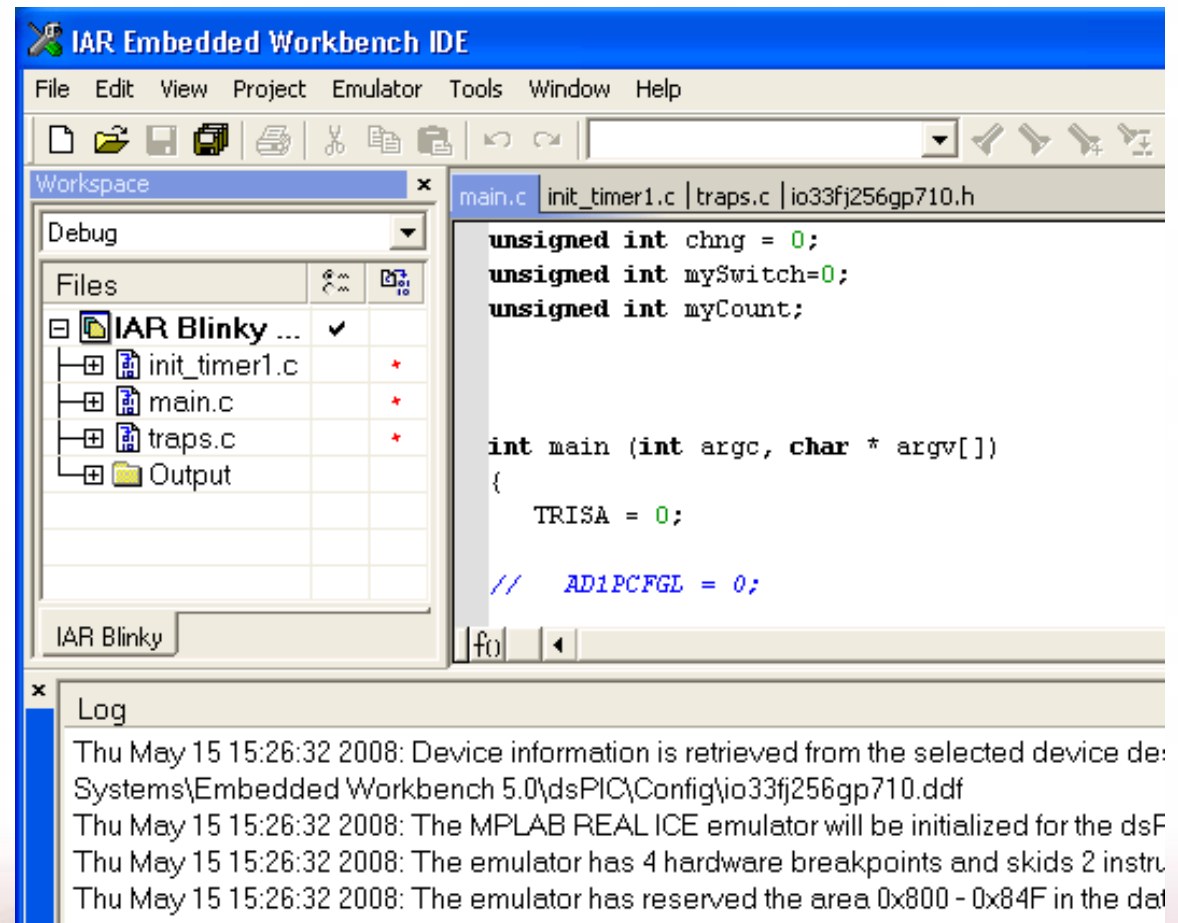 IAR Embedded Workbench IDE
File Edit View Project Emulator Tools Window Help
Workspace
Debug
Files
IAR Blinky ...
init_timer1.c
main.c
traps.c
Output
IAR Blinky
main.c init_timer1.c | traps.c | io33fj256gp710.h
unsigned int chng = 0;
unsigned int mySwitch=0;
unsigned int myCount;
int main (int argc, char * argv[])
{
TRISA = 0;
// AD1PCFGL = 0;
f()
Log
Thu May 15 15:26:32 2008: Device information is retrieved from the selected device
Systems\Embedded Workbench 5.0\dsPIC\Config\io33fj256gp710.ddf
Thu May 15 15:26:32 2008: The MPLAB REAL ICE emulator will be initialized for the
Thu May 15 15:26:32 2008: The emulator has 4 hardware breakpoints and skids 2
Thu May 15 15:26:32 2008: The emulator has reserved the area 0x800 - 0x84F in the